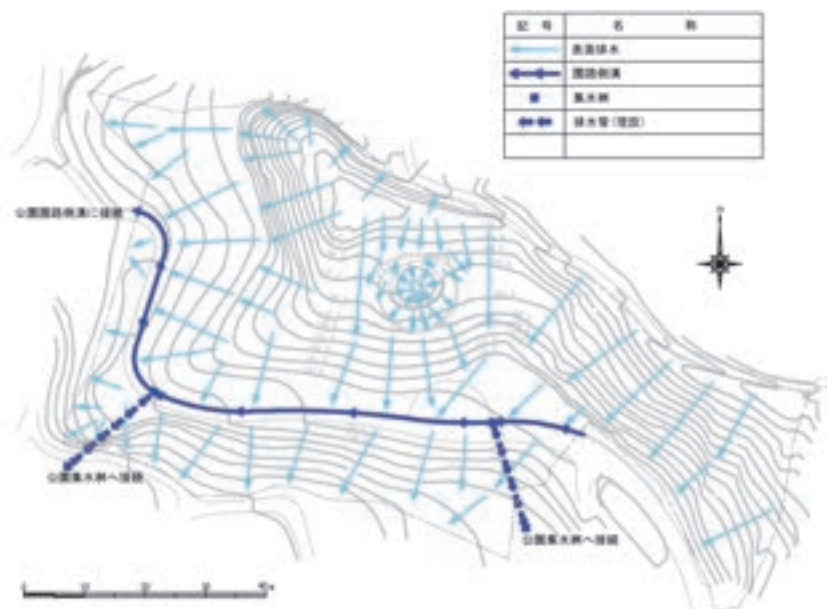 記 号 名 称
表面排水
園路側溝
集水桝
排水管(埋設)
公園園路側溝に接続
公園集水桝へ接続
公園集水桝へ接続